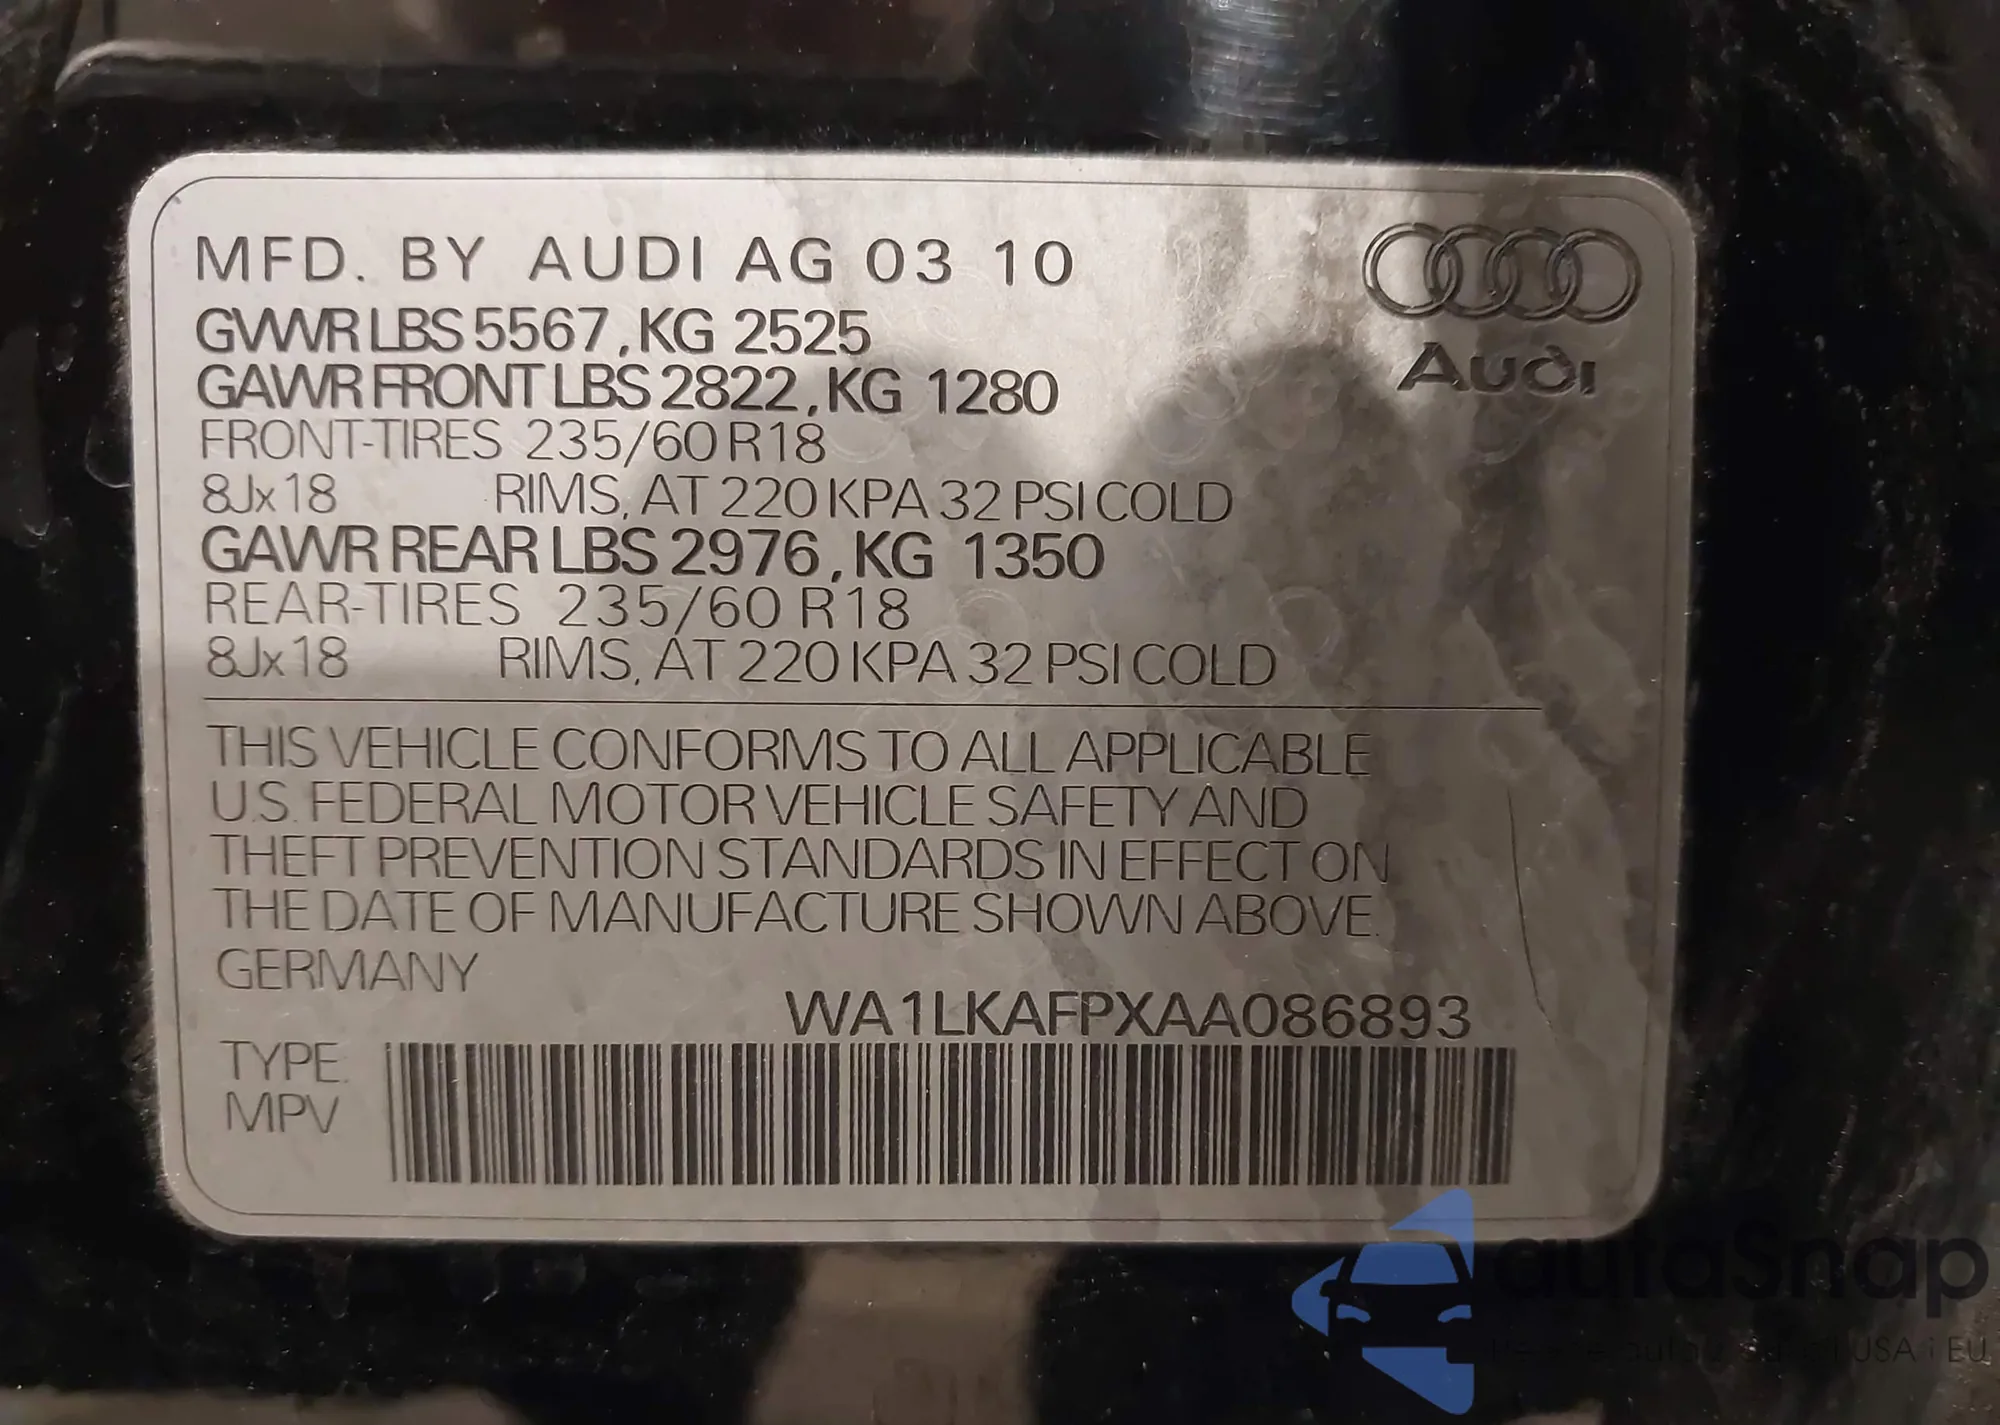 MFD. BY AUDI AG 03 10
GVWR LBS 5567, KG 2525
GAWR FRONT LBS 2822, KG 1280
FRONT-TIRES 235/60 R18
8Jx18 RIMS, AT 220 KPA 32 PSI COLD
GAWR REAR LBS 2976, KG 1350
REAR-TIRES 235/60 R18
8Jx18 RIMS, AT 220 KPA 32 PSI COLD
Audi
THIS VEHICLE CONFORMS TO ALL APPLICABLE
U.S. FEDERAL MOTOR VEHICLE SAFETY AND
THEFT PREVENTION STANDARDS IN EFFECT ON
THE DATE OF MANUFACTURE SHOWN ABOVE.
GERMANY
WA1LKAFPXAA086893
TYPE:
MPV
autoSnap
USA i EU